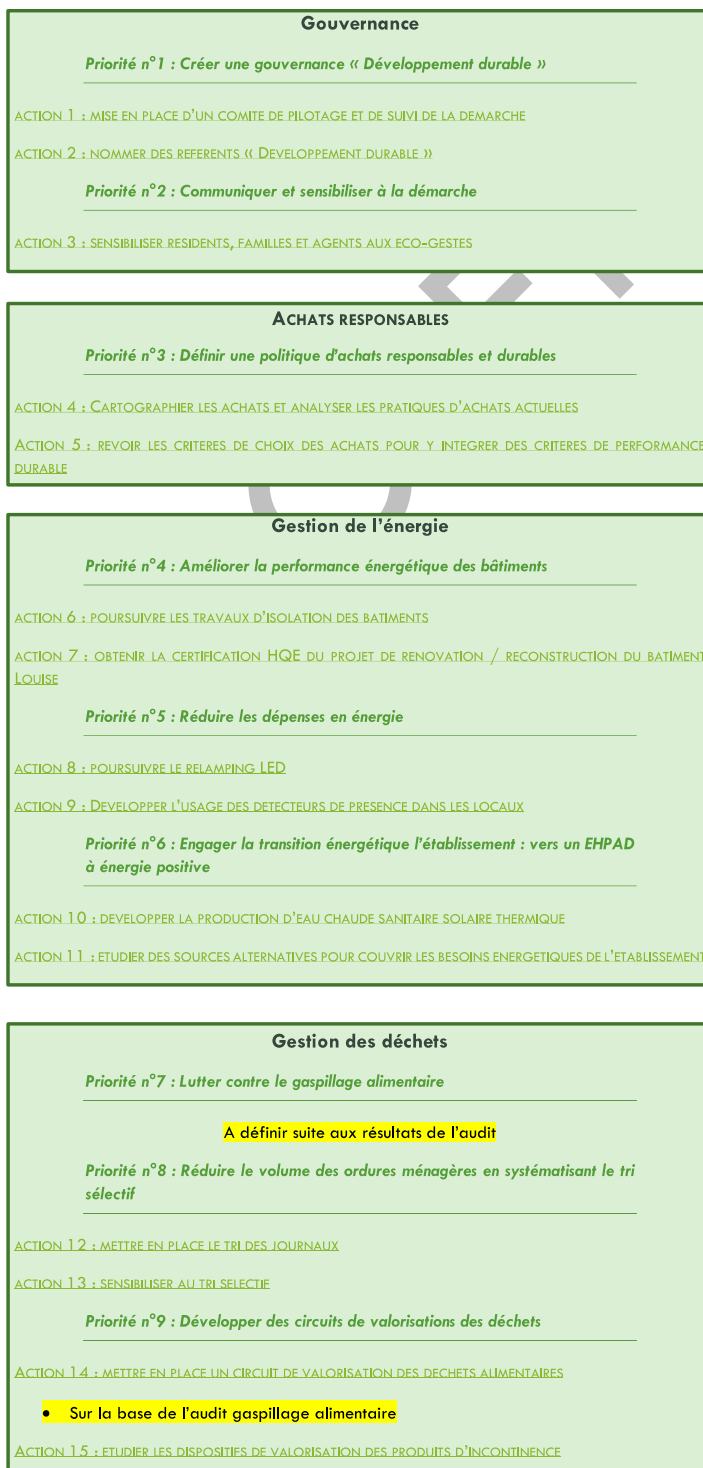 Gouvernance
Priorité n°1 : Créer une gouvernance « Développement durable »
ACTION 1 : MISE EN PLACE D'UN COMITE DE PILOTAGE ET DE SUIVI DE LA DEMARCHE
ACTION 2 : NOMMER DES REFERENTS « DEVELOPPEMENT DURABLE »
Priorité n°2 : Communiquer et sensibiliser à la démarche
ACTION 3 : SENSIBILISER RESIDENTS, FAMILLES ET AGENTS AUX ECO-GESTES
ACHATS RESPONSABLES
Priorité n°3 : Définir une politique d'achats responsables et durables
ACTION 4 : CARTOGRAPHIER LES ACHATS ET ANALYSER LES PRATIQUES D'ACHATS ACTUELLES
ACTION 5 : REVOIR LES CRITERES DE CHOIX DES ACHATS POUR Y INTEGRER DES CRITERES DE PERFORMANCE
DURABLE
Gestion de l'énergie
Priorité n°4 : Améliorer la performance énergétique des bâtiments
ACTION 6 : POURSUIVRE LES TRAVAUX D'ISOLATION DES BATIMENTS
ACTION 7 : OBTENIR LA CERTIFICATION HQE DU PROJET DE RENOVATION / RECONSTRUCTION DU BATIMENT
LOUISE
Priorité n°5 : Réduire les dépenses en énergie
ACTION 8 : POURSUIVRE LE RELAMPING LED
ACTION 9 : DEVELOPPER L'USAGE DES DETECTEURS DE PRESENCE DANS LES LOCAUX
Priorité n°6 : Engager la transition énergétique l'établissement : vers un EHPAD
à énergie positive
ACTION 10 : DEVELOPPER LA PRODUCTION D'EAU CHAUDE SANITAIRE SOLAIRE THERMIQUE
ACTION 11 : ETUDIER DES SOURCES ALTERNATIVES POUR COUVRIR LES BESOINS ENERGETIQUES DE L'ETABLISSEMENT
Gestion des déchets
Priorité n°7 : Lutter contre le gaspillage alimentaire
A définir suite aux résultats de l'audit
Priorité n°8 : Réduire le volume des ordures ménagères en systématisant le tri
sélectif
ACTION 12 : METTRE EN PLACE LE TRI DES JOURNAUX
ACTION 13 : SENSIBILISER AU TRI SELECTIF
Priorité n°9 : Développer des circuits de valorisations des déchets
ACTION 14 : METTRE EN PLACE UN CIRCUIT DE VALORISATION DES DECHETS ALIMENTAIRES
• Sur la base de l'audit gaspillage alimentaire
ACTION 15 : ETUDIER LES DISPOSITIFS DE VALORISATION DES PRODUITS D'INCONTINENCE